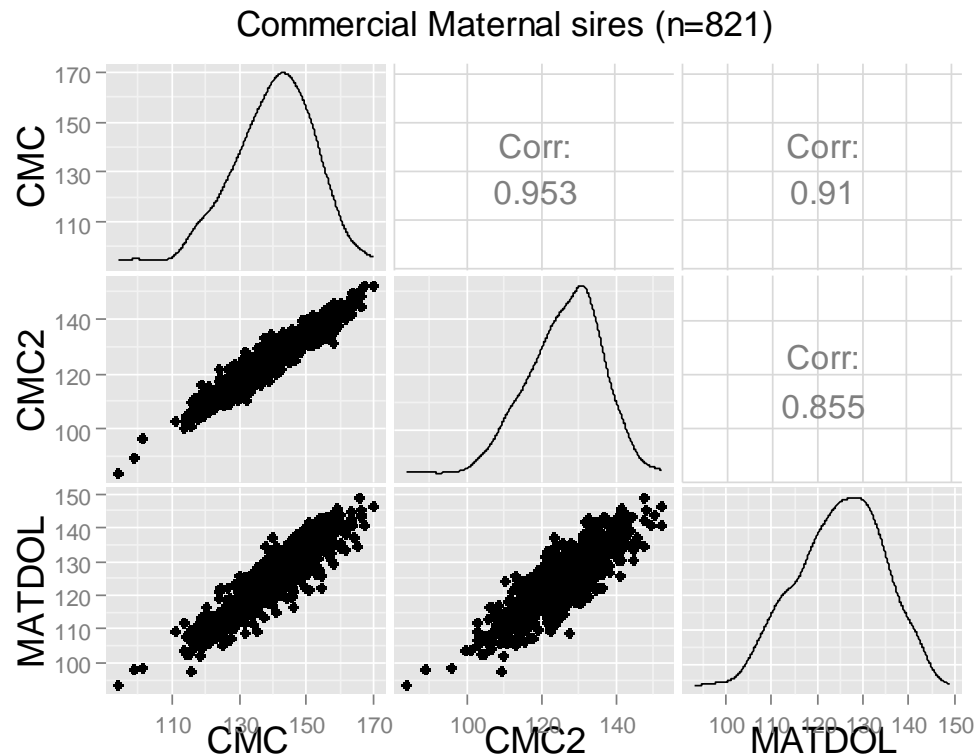 Commercial Maternal sires (n=821)
CMC
170
150
130
110
Corr:
0.953
Corr:
0.91
CMC2
140
120
100
Corr:
0.855
MATDOL
150
140
130
120
110
100
110 130 150 170
CMC
100 120 140
CMC2
100 110 120 130 140 150
MATDOL